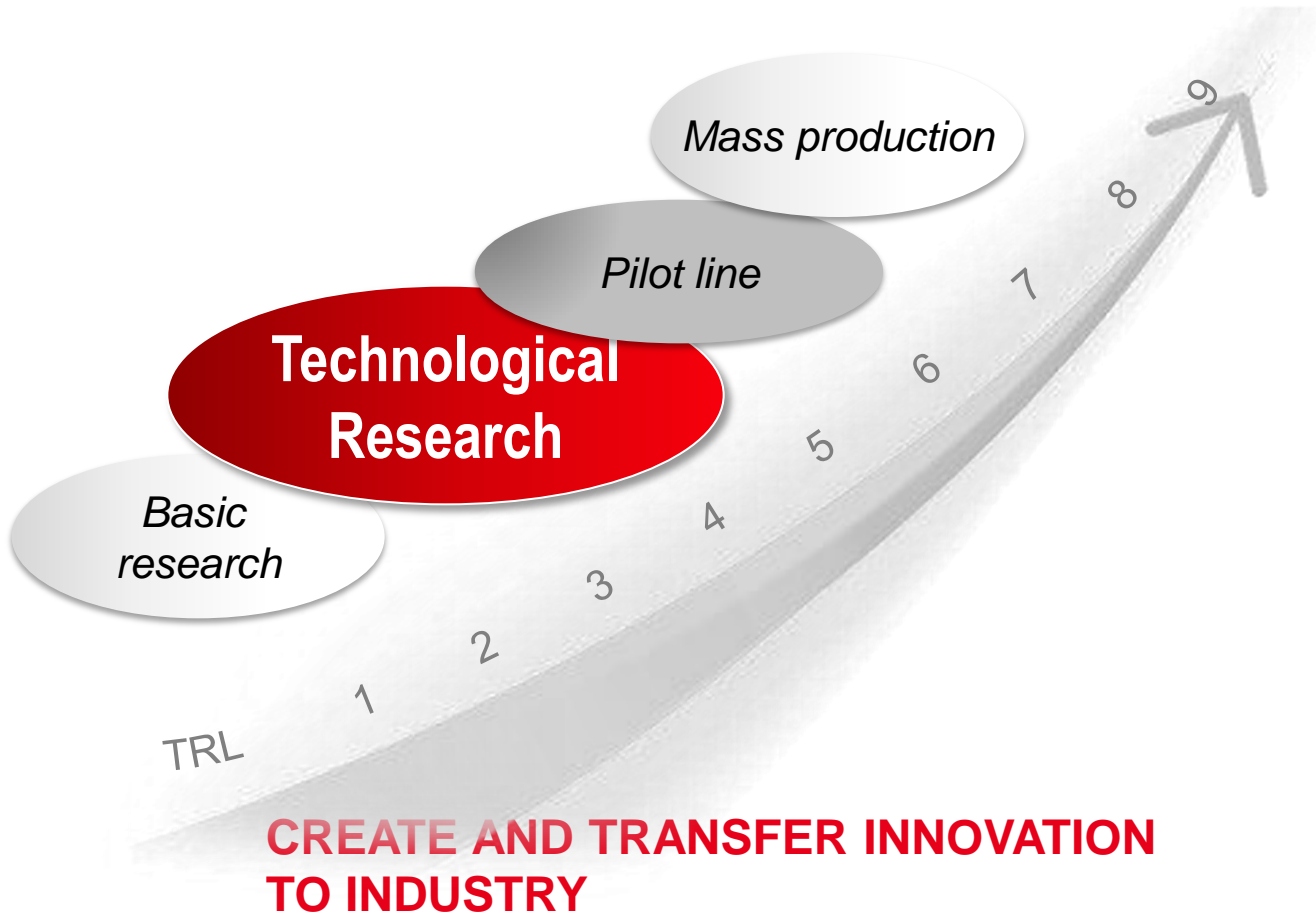 Mass production
Pilot line
Technological
Research
Basic
research
TRL
1
2
3
4
5
6
7
8
9
CREATE AND TRANSFER INNOVATION
TO INDUSTRY